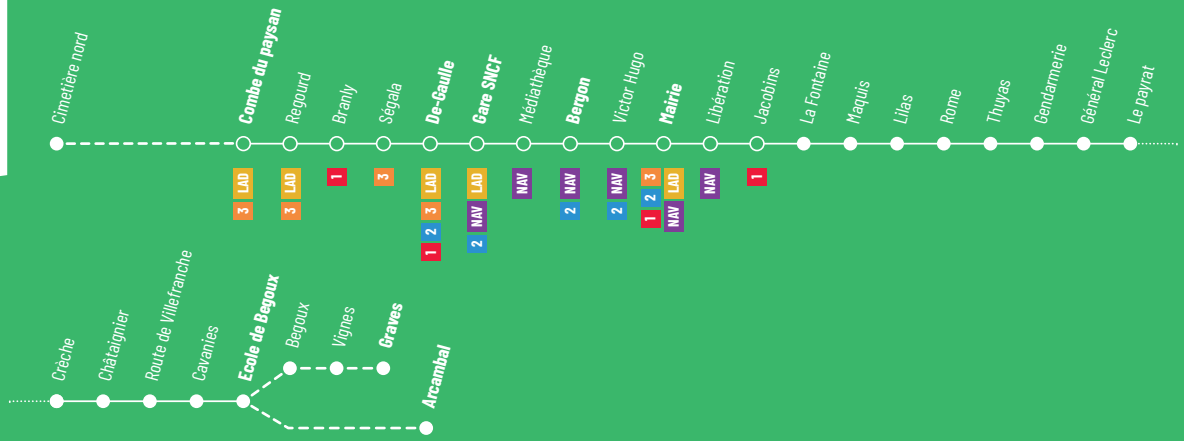 Cimetière nord
Combe du paysan
Regourd
Branly
Ségala
De-Gaulle
Gare SNCF
Médiathèque
Bergon
Victor Hugo
Mairie
Libération
Jacobins
La Fontaine
Maquis
Lilas
Rome
Thuyas
Gendarmerie
Général Leclerc
Le payrat
3 LAD
3 LAD
1
3
1 2 3 LAD
2 NAV LAD
NAV
2 NAV
2 NAV
1 2 3
NAV LAD
NAV
1
Crèche
Châtaignier
Route de Villefranche
Cavanies
Ecole de Begoux
Begoux
Vignes
Graves
Arcambal